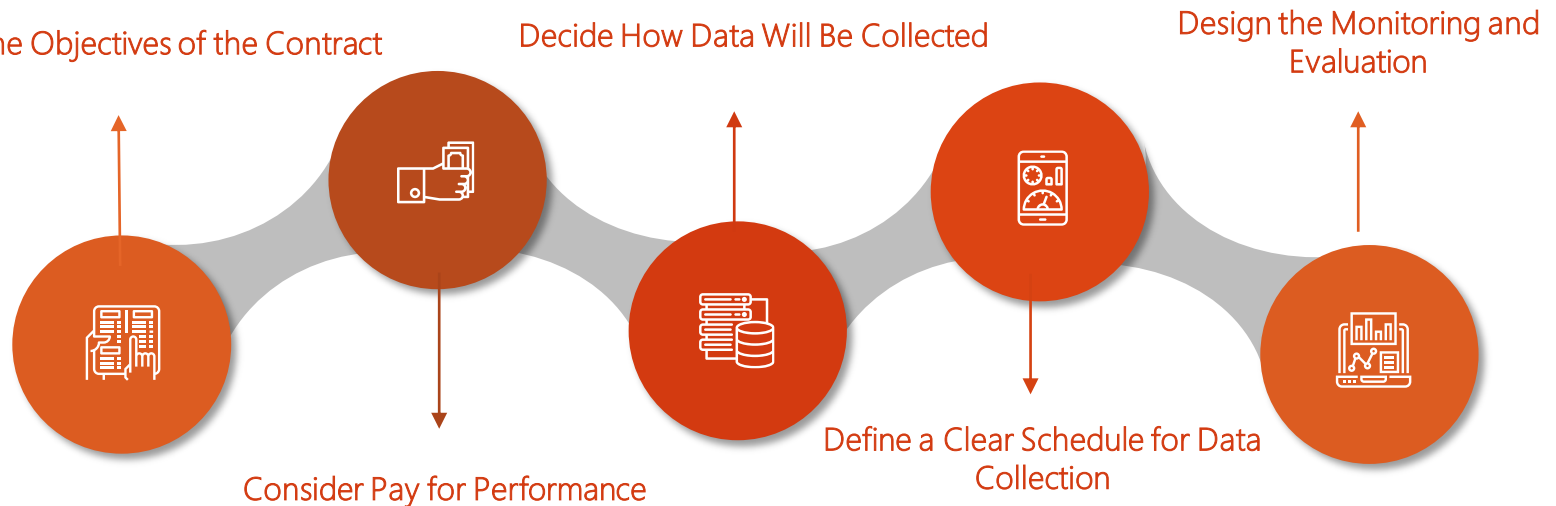 Objectives of the Contract
Consider Pay for Performance
Decide How Data Will Be Collected
Define a Clear Schedule for Data
Collection
Design the Monitoring and
Evaluation